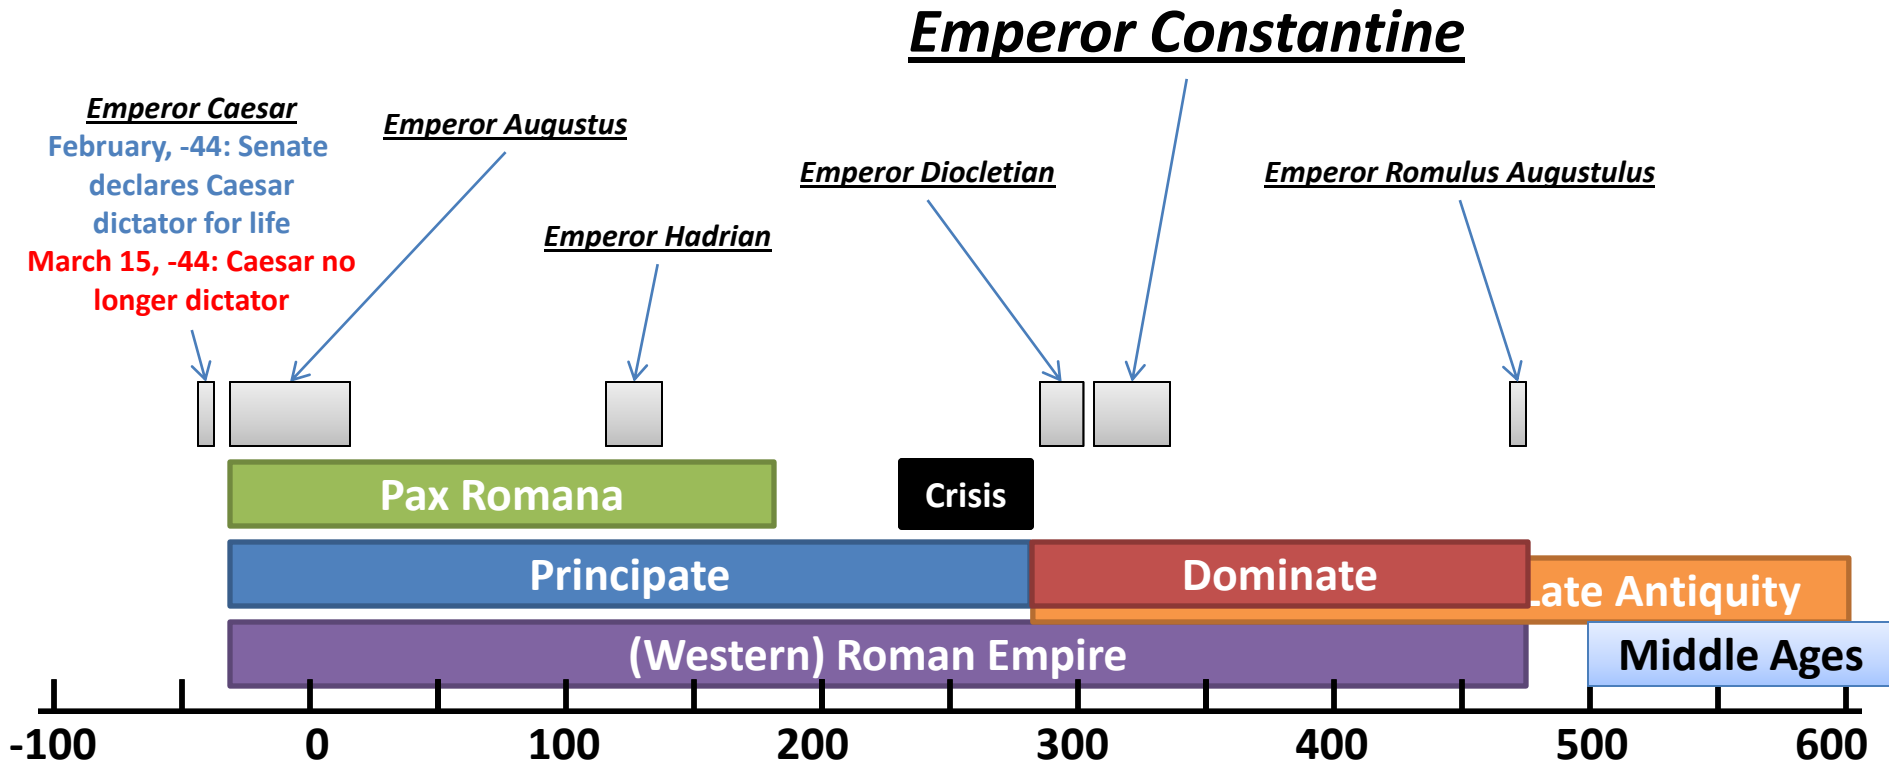 Emperor Constantine
Emperor Caesar
February, -44: Senate
declares Caesar
dictator for life
March 15, -44: Caesar no
longer dictator
Emperor Augustus
Emperor Hadrian
Emperor Diocletian
Emperor Romulus Augustulus
Pax Romana
Crisis
Principate
Dominate
Late Antiquity
(Western) Roman Empire
Middle Ages
-100 0 100 200 300 400 500 600